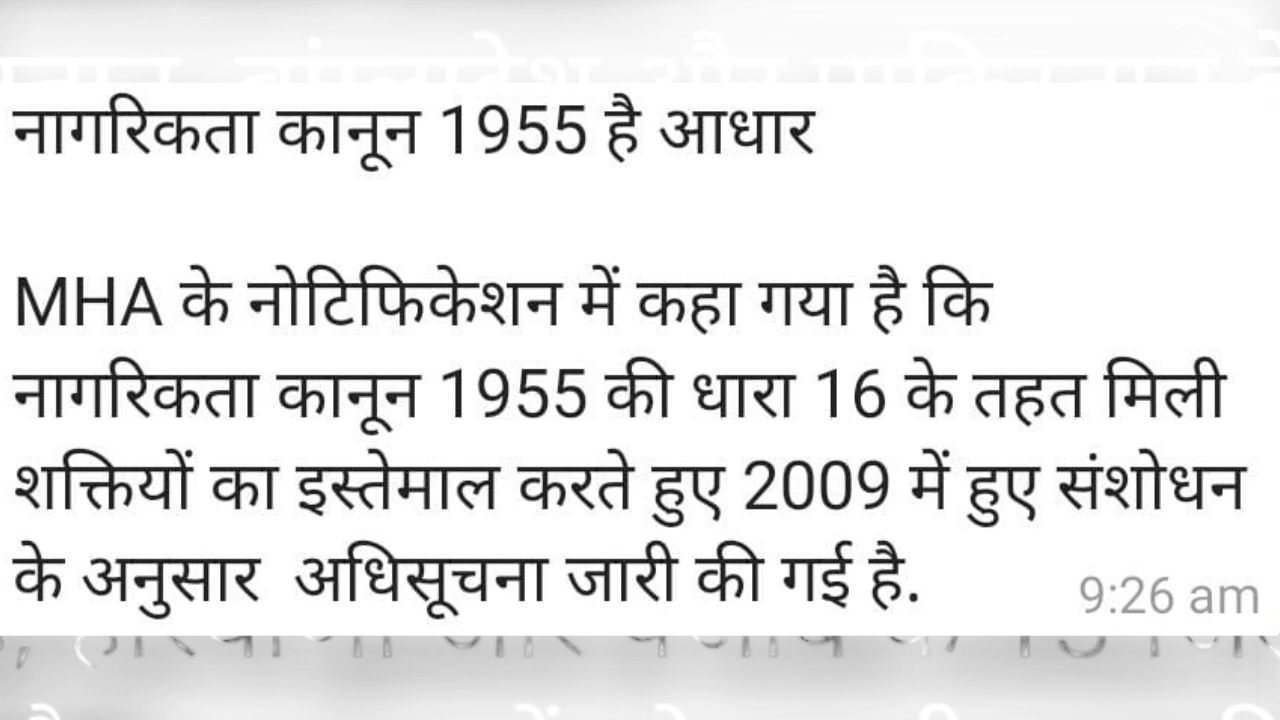 नागरिकता कानून 1955 है आधार
MHA के नोटिफिकेशन में कहा गया है कि
नागरिकता कानून 1955 की धारा 16 के तहत मिली
शक्तियों का इस्तेमाल करते हुए 2009 में हुए संशोधन
के अनुसार अधिसूचना जारी की गई है.
9:26 am